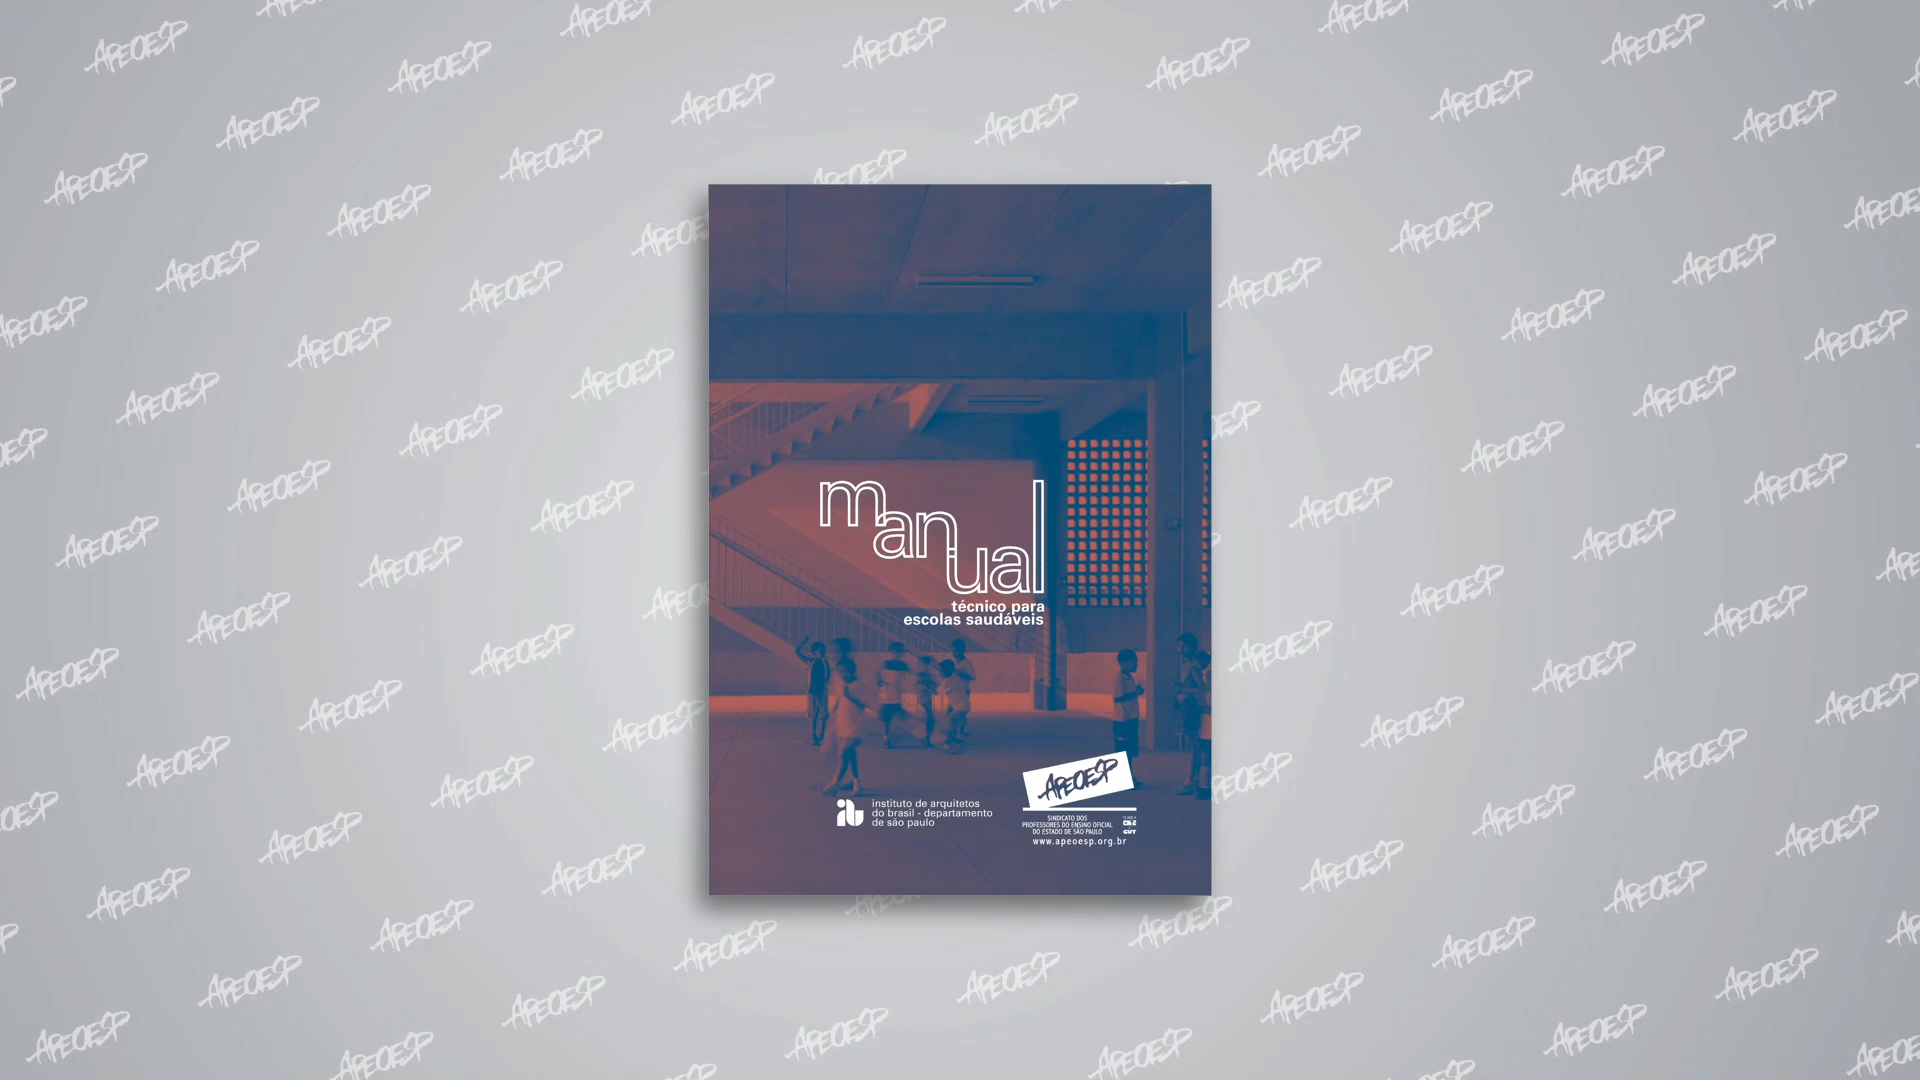 manual
técnico para
escolas saudáveis
instituto de arquitetos
do brasil - departamento
de são paulo
APEOESP
SINDICATO DOS
PROFESSORES DO ENSINO OFICIAL
DO ESTADO DE SÃO PAULO
CUT
www.apeoesp.org.br